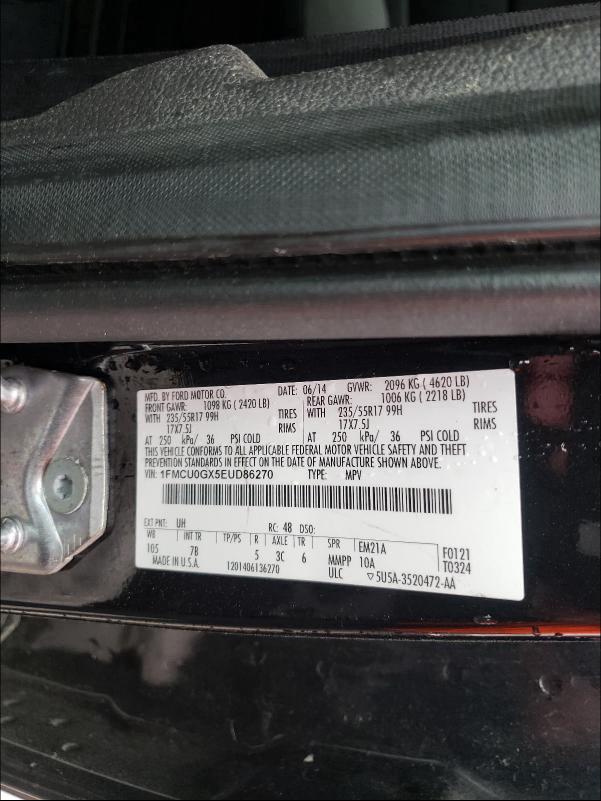 MFD. BY FORD MOTOR CO. DATE: 06/14 GVWR: 2096 KG ( 4620 LB)
FRONT GAWR: 1098 KG ( 2420 LB) REAR GAWR: 1006 KG ( 2218 LB)
WITH 235/55R17 99H TIRES WITH 235/55R17 99H TIRES
17X7.5J RIMS 17X7.5J RIMS
AT 250 kPa/ 36 PSI COLD AT 250 kPa/ 36 PSI COLD
THIS VEHICLE CONFORMS TO ALL APPLICABLE FEDERAL MOTOR VEHICLE SAFETY AND THEFT
PREVENTION STANDARDS IN EFFECT ON THE DATE OF MANUFACTURE SHOWN ABOVE.
VIN: 1FMCU0GX5EUD86270 TYPE: MPV
EXT PNT: UH RC: 48 DSO:
WB INT TR TP/PS R AXLE TR SPR EM21A F0121
105 7B 5 3C 6 MMPP 10A T0324
MADE IN U.S.A. 1201406136270 ULC ▽5U5A-3520472-AA